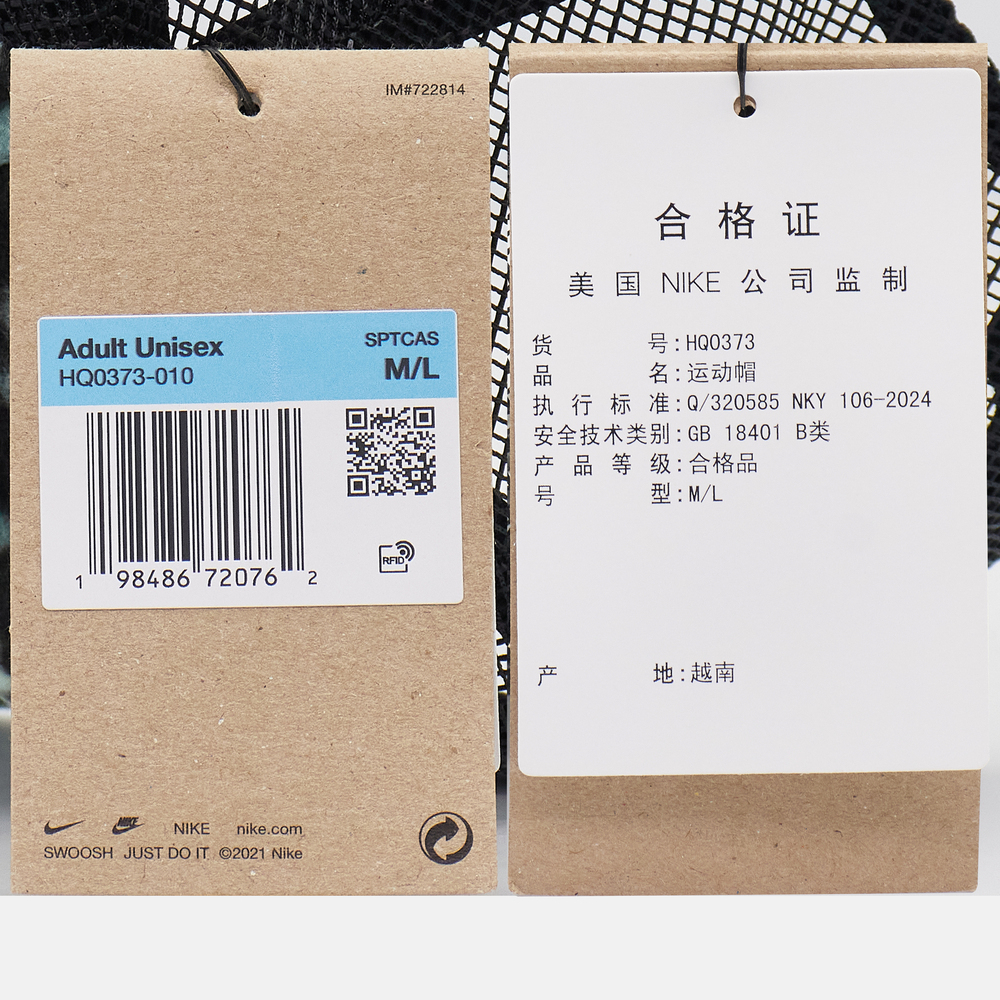 IM#722814
Adult Unisex
HQ0373-010
SPTCAS
M/L
RFID
1 98486 72076 2
NIKE nike.com
SWOOSH JUST DO IT ©2021 Nike
合格证
美国 NIKE 公司监制
货号:HQ0373
品名:运动帽
执行标准:Q/320585 NKY 106-2024
安全技术类别:GB 18401 B类
产品等级:合格品
号型:M/L
产地:越南